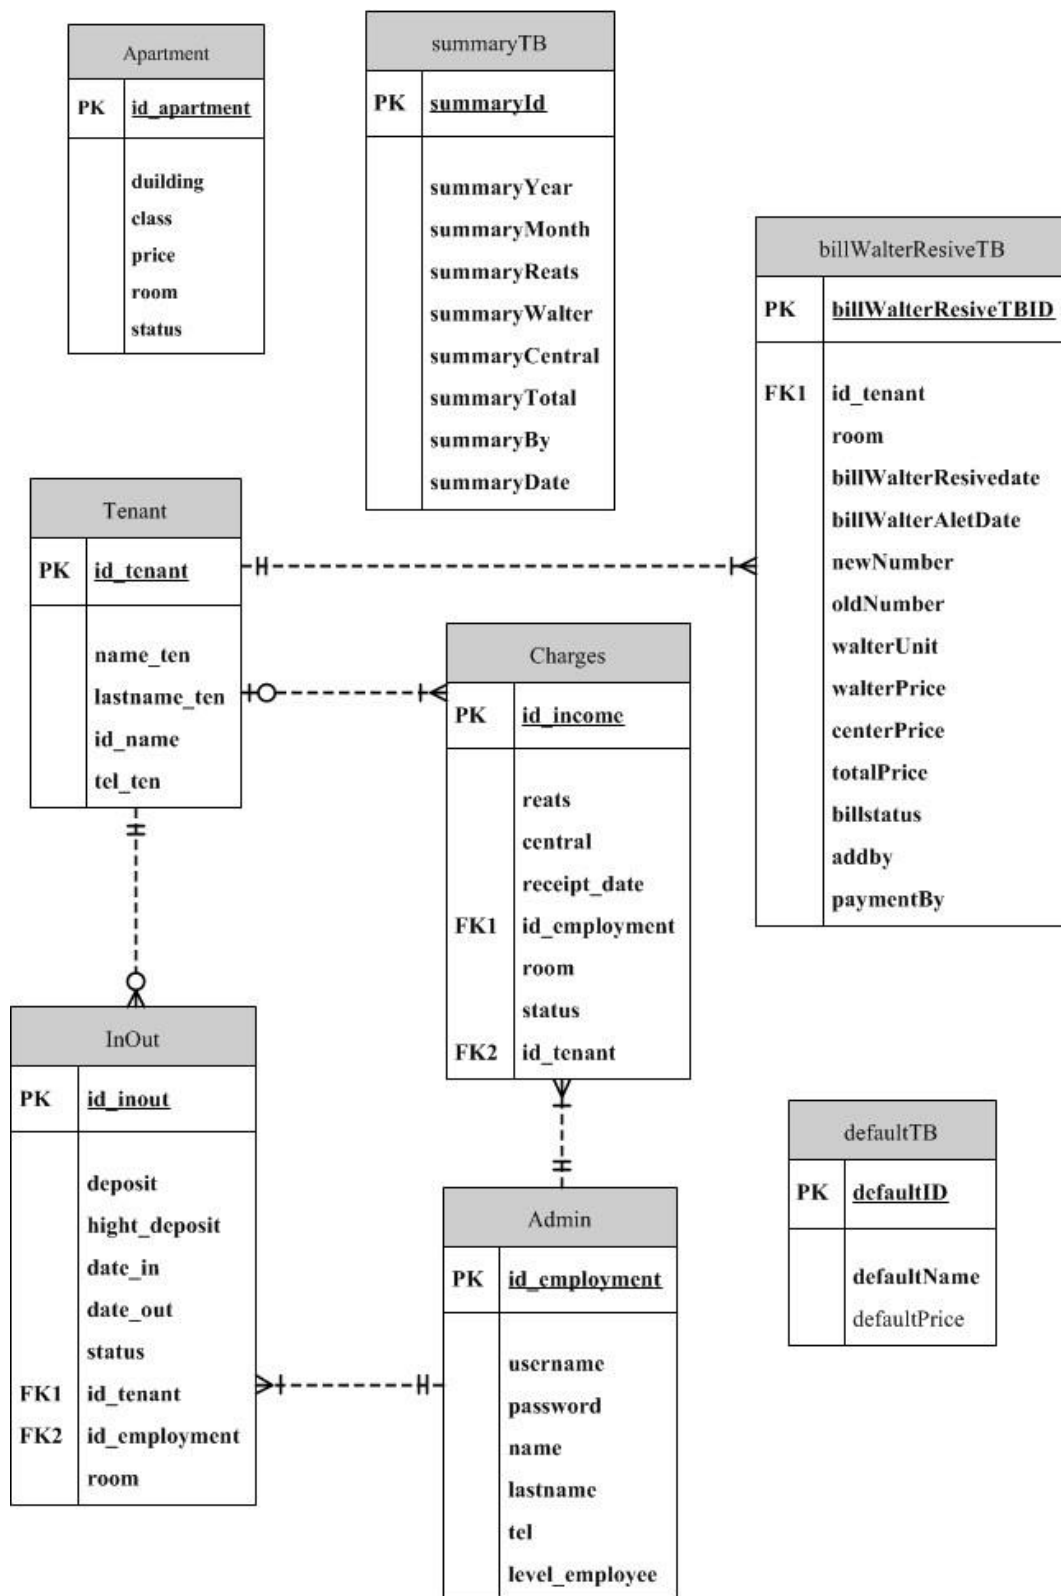 Apartment
PK id_apartment
duilding
class
price
room
status
summaryTB
PK summaryId
summaryYear
summaryMonth
summaryReats
summaryWalter
summaryCentral
summaryTotal
summaryBy
summaryDate
billWalterResiveTB
PK billWalterResiveTBID
FK1 id_tenant
room
billWalterResivedate
billWalterAletDate
newNumber
oldNumber
walterUnit
walterPrice
centerPrice
totalPrice
billstatus
addby
paymentBy
Tenant
PK id_tenant
name_ten
lastname_ten
id_name
tel_ten
Charges
PK id_income
reats
central
receipt_date
FK1 id_employment
room
status
FK2 id_tenant
InOut
PK id_inout
deposit
hight_deposit
date_in
date_out
status
FK1 id_tenant
FK2 id_employment
room
Admin
PK id_employment
username
password
name
lastname
tel
level_employee
defaultTB
PK defaultID
defaultName
defaultPrice